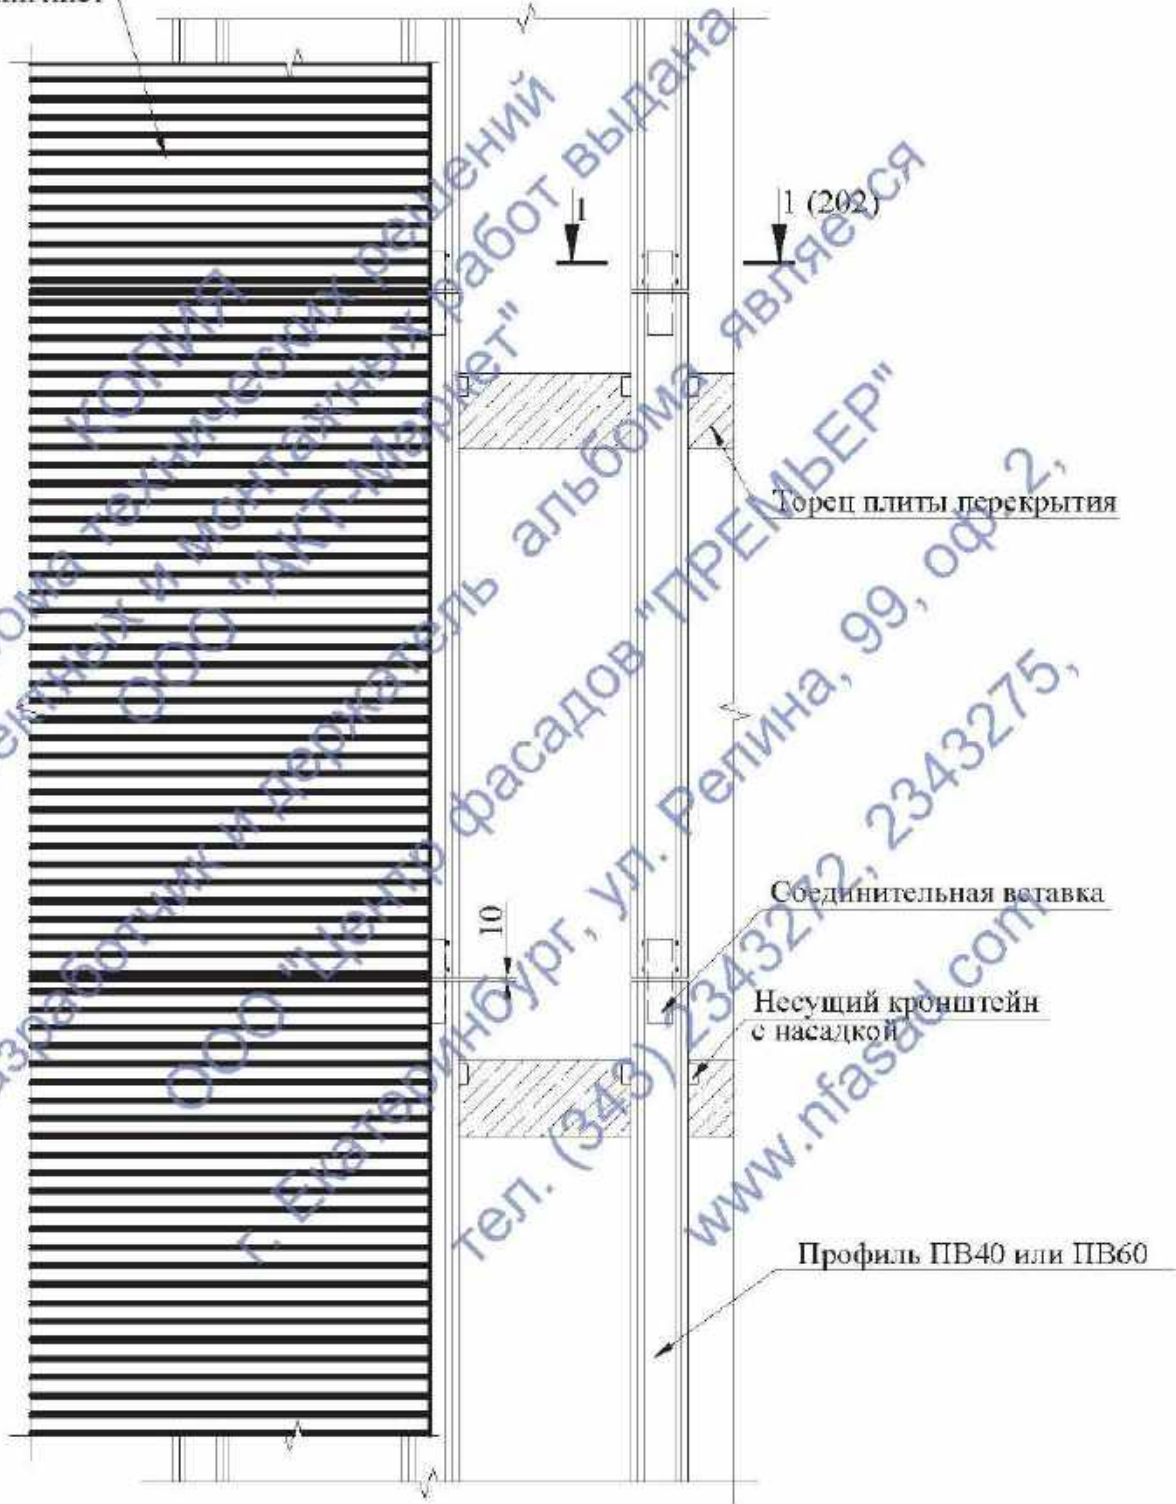 лист
1
1 (202)
Торец плиты перекрытия
10
Соединительная вставка
Несущий кронштейн
с насадкой
Профиль ПВ40 или ПВ60
КОПИЯ
технических решений
и монтажных работ выдана
ООО "АКТ-Маркет"
и держатель альбома является
ООО "Центр фасадов "ПРЕМЬЕР"
г. Екатеринбург, ул. Репина, 99, оф. 2,
тел. (343) 2343272, 2343275,
www.nfasad.com